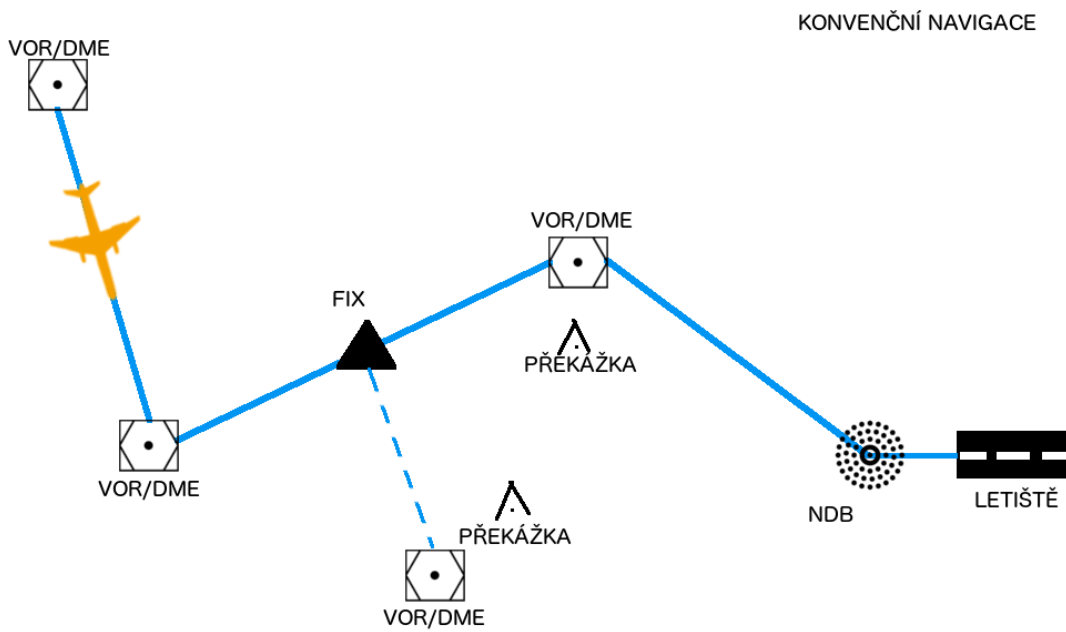 KONVENČNÍ NAVIGACE
VOR/DME
VOR/DME
FIX
PŘEKÁŽKA
VOR/DME
LETIŠTĚ
NDB
PŘEKÁŽKA
VOR/DME